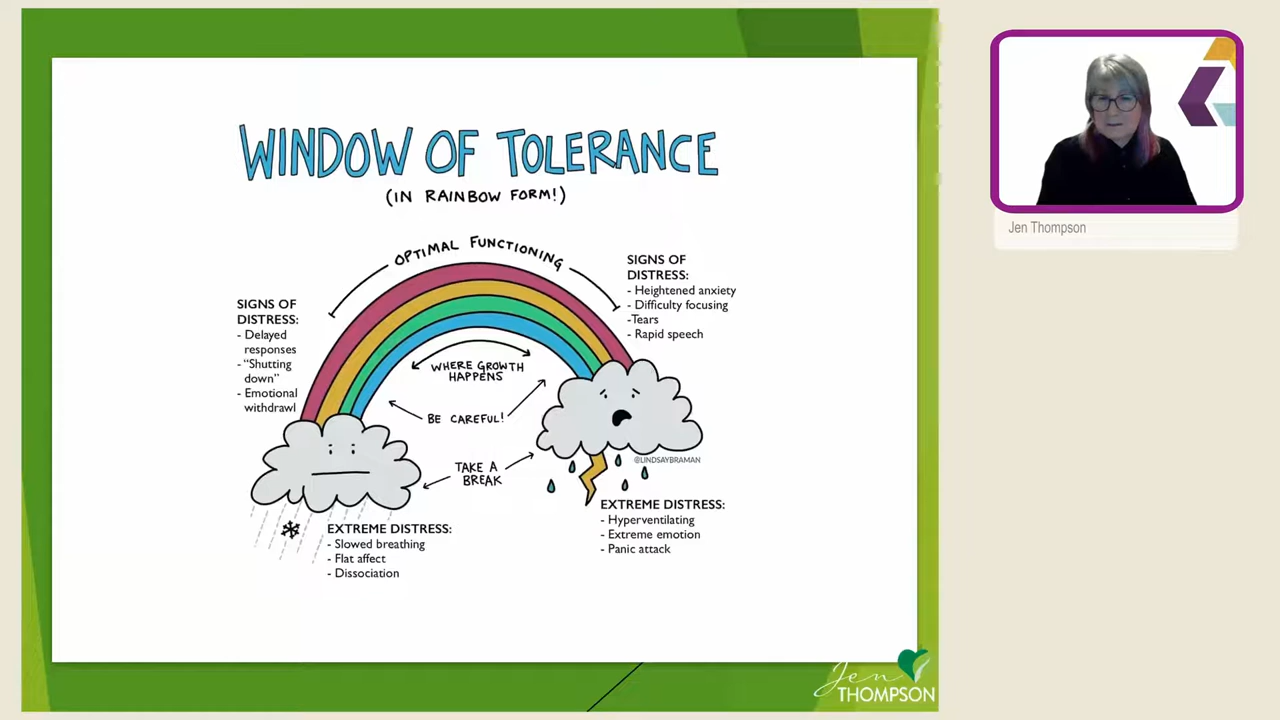 WINDOW OF TOLERANCE
(IN RAINBOW FORM!)
OPTIMAL FUNCTIONING
SIGNS OF
DISTRESS:
- Delayed
responses
- "Shutting
down"
- Emotional
withdrawl
SIGNS OF
DISTRESS:
- Heightened anxiety
- Difficulty focusing
-Tears
- Rapid speech
WHERE GROWTH
HAPPENS
BE CAREFUL!
TAKE A
BREAK
@LINDSAYBRAMAN
EXTREME DISTRESS:
- Slowed breathing
- Flat affect
- Dissociation
EXTREME DISTRESS:
- Hyperventilating
- Extreme emotion
- Panic attack
Jen
THOMPSON
Jen Thompson